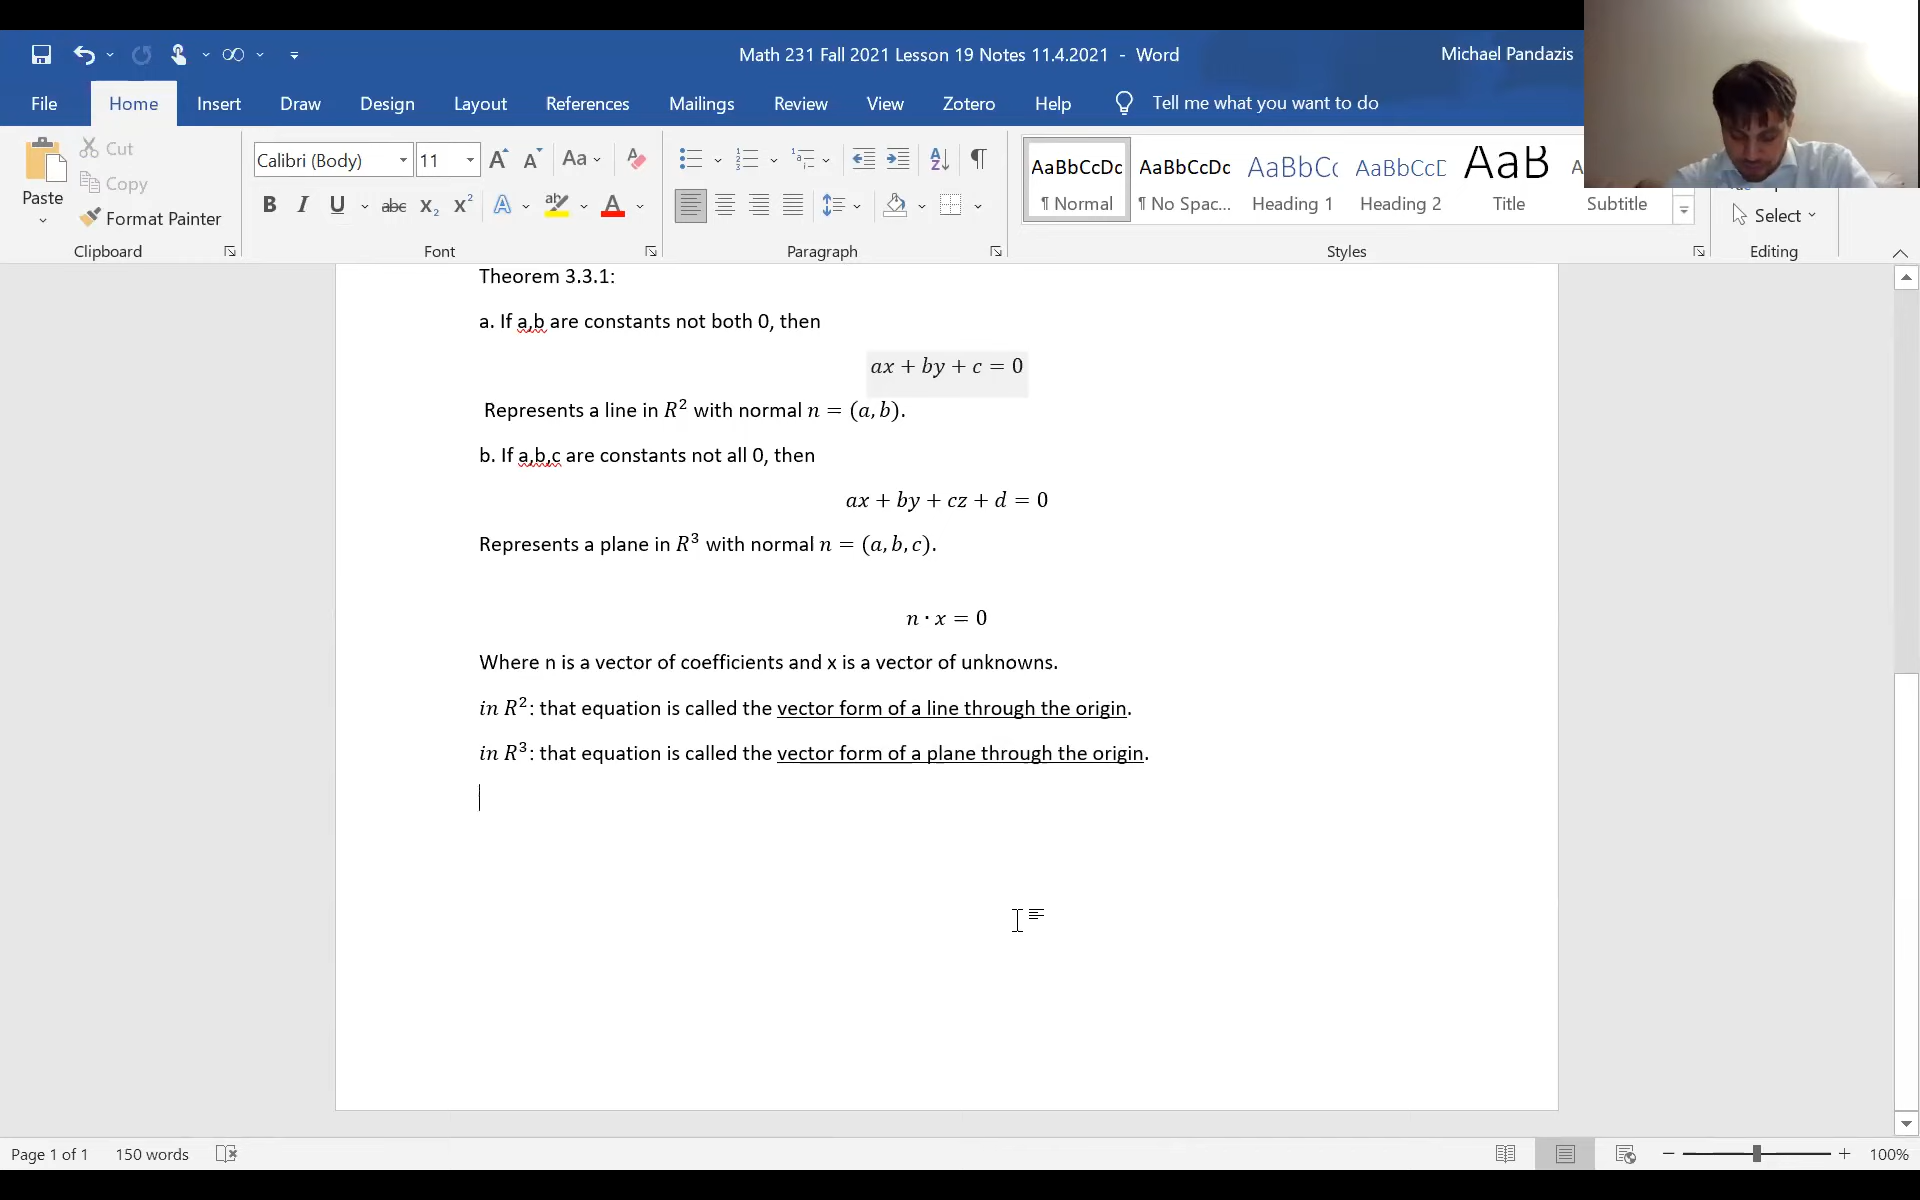 Math 231 Fall 2021 Lesson 19 Notes 11.4.2021 - Word
Michael Pandazis
File Home Insert Draw Design Layout References Mailings Review View Zotero Help Tell me what you want to do
Paste
Cut
Copy
Format Painter
Clipboard
Calibri (Body) 11
Font
Paragraph
AaBbCcDc AaBbCcDc AaBbCc AaBbCcD AaB
¶ Normal ¶ No Spac... Heading 1 Heading 2 Title Subtitle
Styles
Select
Editing
Theorem 3.3.1:
a. If a,b are constants not both 0, then
ax + by + c = 0
Represents a line in R² with normal n = (a, b).
b. If a,b,c are constants not all 0, then
ax + by + cz + d = 0
Represents a plane in R³ with normal n = (a, b, c).
n · x = 0
Where n is a vector of coefficients and x is a vector of unknowns.
in R²: that equation is called the vector form of a line through the origin.
in R³: that equation is called the vector form of a plane through the origin.
Page 1 of 1 150 words
100%